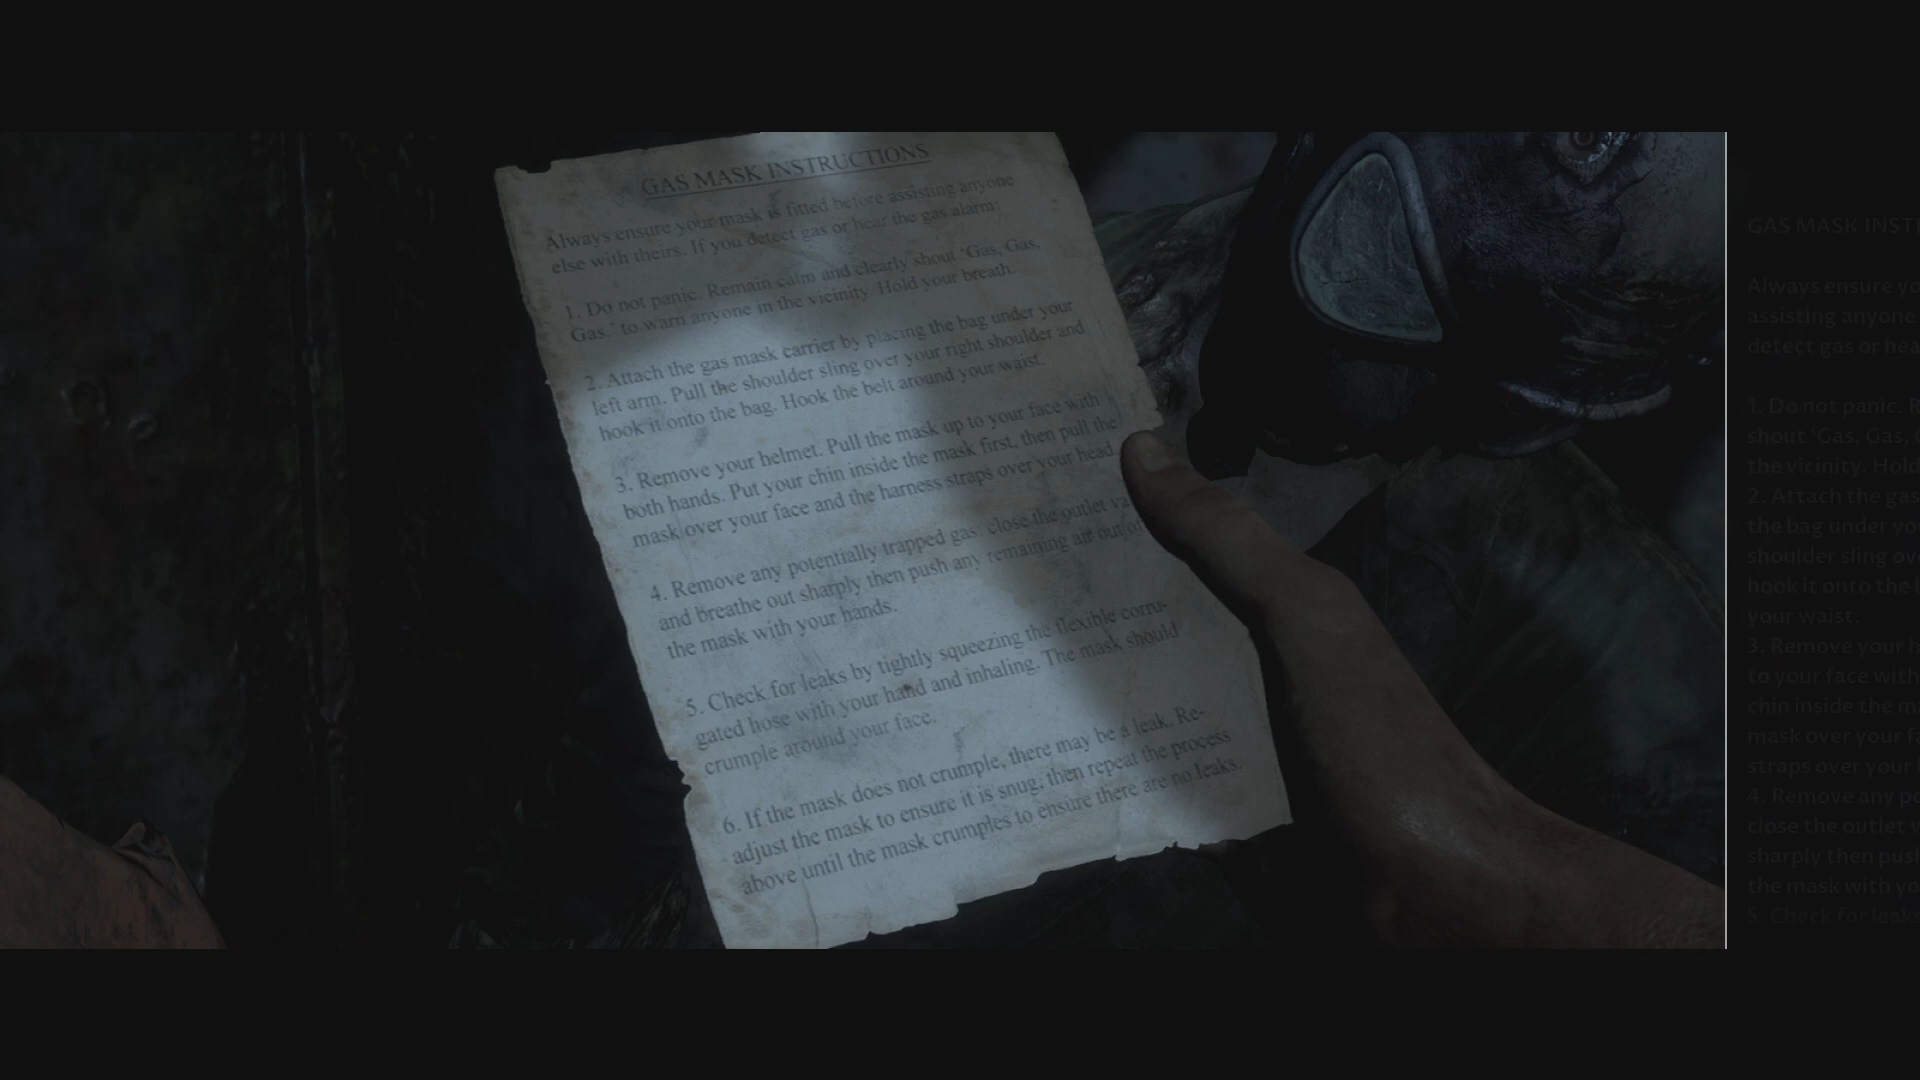 GAS MASK INSTRUCTIONS
Always ensure your mask is fitted before assisting anyone
else with theirs. If you detect gas or hear the gas alarm:
1. Do not panic. Remain calm and clearly shout ‘Gas, Gas,
Gas,’ to warn anyone in the vicinity. Hold your breath.
2. Attach the gas mask carrier by placing the bag under your
left arm. Pull the shoulder sling over your right shoulder and
hook it onto the bag. Hook the belt around your waist.
3. Remove your helmet. Pull the mask up to your face with
both hands. Put your chin inside the mask first, then pull the
mask over your face and the harness straps over your head.
4. Remove any potentially trapped gas: close the outlet va
and breathe out sharply then push any remaining air out of
the mask with your hands.
5. Check for leaks by tightly squeezing the flexible corru-
gated hose with your hand and inhaling. The mask should
crumple around your face.
6. If the mask does not crumple, there may be a leak. Re-
adjust the mask to ensure it is snug, then repeat the process
above until the mask crumples to ensure there are no leaks.
GAS MASK INST
Always ensure yo
assisting anyone
detect gas or hea
1. Do not panic. R
shout ‘Gas, Gas, G
the vicinity. Hold
2. Attach the gas
the bag under yo
shoulder sling ov
hook it onto the b
your waist.
3. Remove your h
to your face with
chin inside the m
mask over your fa
straps over your
4. Remove any po
close the outlet v
sharply then push
the mask with yo
5. Check for leaks